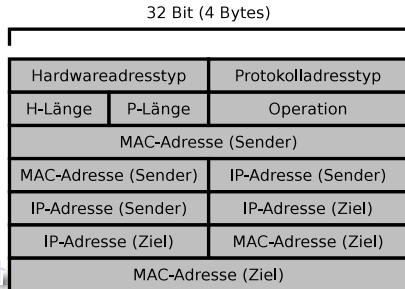 32 Bit (4 Bytes)
Hardwareadresstyp Protokolladresstyp
H-Länge P-Länge Operation
MAC-Adresse (Sender)
MAC-Adresse (Sender) IP-Adresse (Sender)
IP-Adresse (Sender) IP-Adresse (Ziel)
IP-Adresse (Ziel) MAC-Adresse (Ziel)
MAC-Adresse (Ziel)